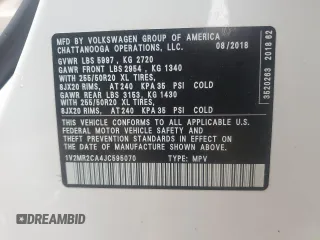 MFD BY VOLKSWAGEN GROUP OF AMERICA
CHATTANOOGA OPERATIONS, LLC. 08/2018
GVWR LBS 5997, KG 2720
GAWR FRONT LBS 2954 , KG 1340
WITH 255/50R20 XL TIRES,
8JX20 RIMS, AT 240 KPA 35 PSI COLD
GAWR REAR LBS 3153, KG 1430
WITH 255/50R20 XL TIRES,
8JX20 RIMS, AT 240 KPA 35 PSI COLD
THIS VEHICLE CONFORMS TO ALL APPLICABLE U.S.
FEDERAL MOTOR VEHICLE SAFETY, BUMPER, AND
THEFT PREVENTION STANDARDS IN EFFECT ON THE
DATE OF MANUFACTURE SHOWN ABOVE.
1V2MR2CA4JC595070 TYPE: MPV
3620263 2018 62
DREAMBID